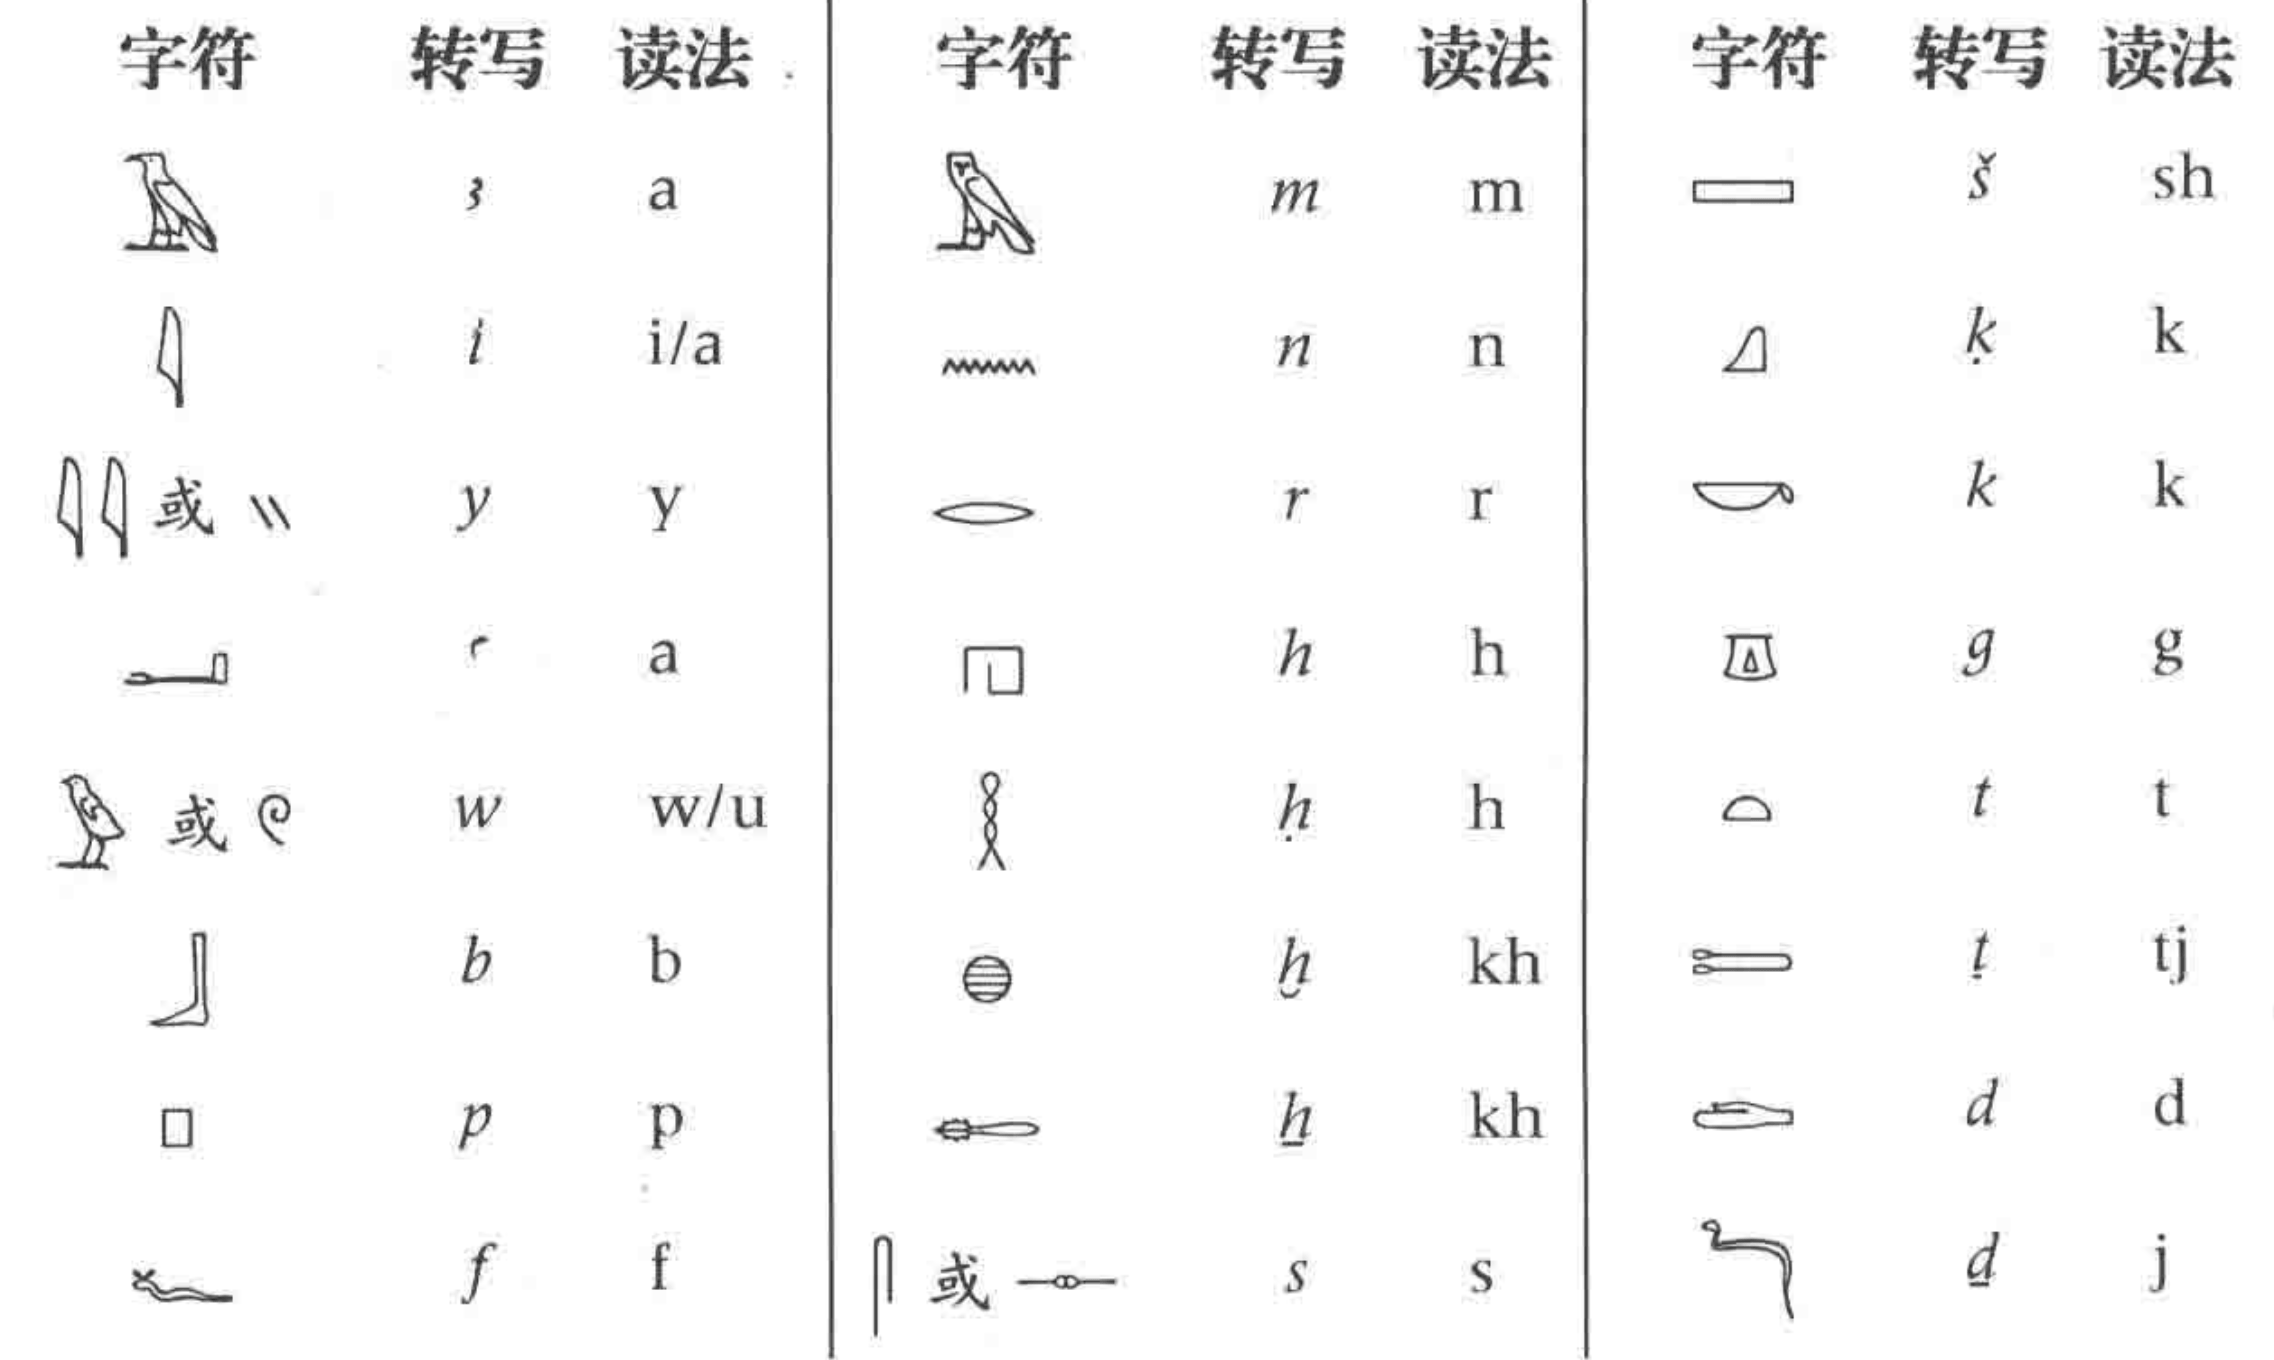 字符 转写 读法 字符 转写 读法 字符 转写 读法
𓄿 ꜣ a 𓅓 m m 𓈙 š sh
𓇋 i i/a 𓈖 n n 𓈎 ḳ k
𓇌 或 𓏭 y y 𓂋 r r 𓎡 k k
𓂝 ꜥ a 𓉔 h h 𓎼 g g
𓅱 或 𓏲 w w/u 𓎛 ḥ h 𓏏 t t
𓃀 b b 𓐍 ḫ kh 𓍿 ṯ tj
𓊪 p p 𓄡 ẖ kh 𓂧 d d
𓆑 f f 𓋴 或 𓊃 s s 𓆓 ḏ j